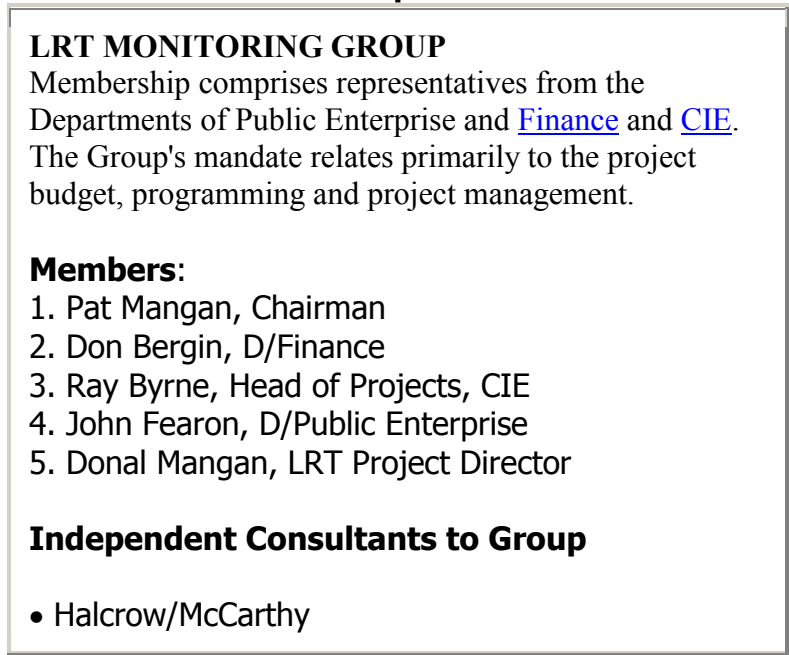 LRT MONITORING GROUP
Membership comprises representatives from the
Departments of Public Enterprise and Finance and CIE.
The Group's mandate relates primarily to the project
budget, programming and project management.
Members:
1. Pat Mangan, Chairman
2. Don Bergin, D/Finance
3. Ray Byrne, Head of Projects, CIE
4. John Fearon, D/Public Enterprise
5. Donal Mangan, LRT Project Director
Independent Consultants to Group
• Halcrow/McCarthy